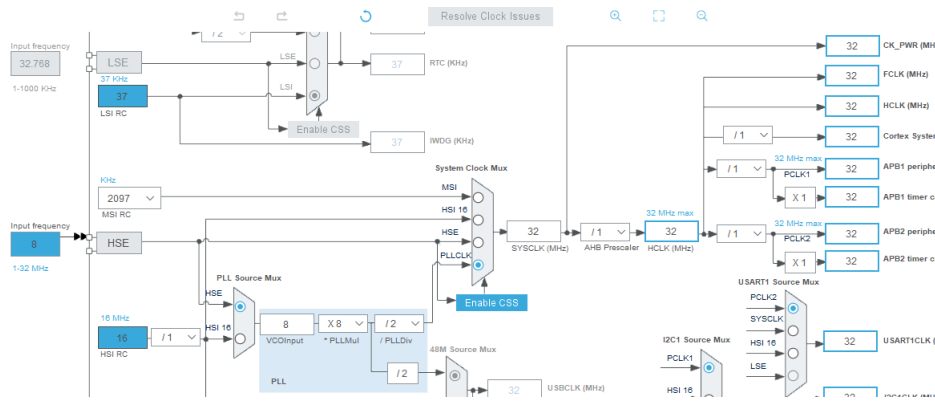 Resolve Clock Issues
Input frequency
32.768
1-1000 KHz
/ 2
LSE
LSE
37
RTC (KHz)
37 KHz
37
LSI RC
LSI
Enable CSS
37
IWDG (KHz)
System Clock Mux
KHz
2097
MSI RC
MSI
HSI 16
HSE
PLLCLK
Input frequency
8
1-32 MHz
HSE
32
SYSCLK (MHz)
/ 1
AHB Prescaler
32 MHz max
32
HCLK (MHz)
Enable CSS
PLL Source Mux
HSE
HSI 16
16 MHz
16
HSI RC
/ 1
8
VCOInput
X 8
* PLLMul
/ 2
/ PLLDiv
/ 2
PLL
48M Source Mux
32
USBCLK (MHz)
32
CK_PWR (MH
32
FCLK (MHz)
32
HCLK (MHz)
/ 1
32
Cortex System
/ 1
32 MHz max
PCLK1
32
APB1 periphe
X 1
32
APB1 timer c
/ 1
32 MHz max
PCLK2
32
APB2 periphe
X 1
32
APB2 timer c
USART1 Source Mux
PCLK2
SYSCLK
HSI 16
LSE
32
USART1CLK (
I2C1 Source Mux
PCLK1
HSI 16
32
I2C1CLK (MH